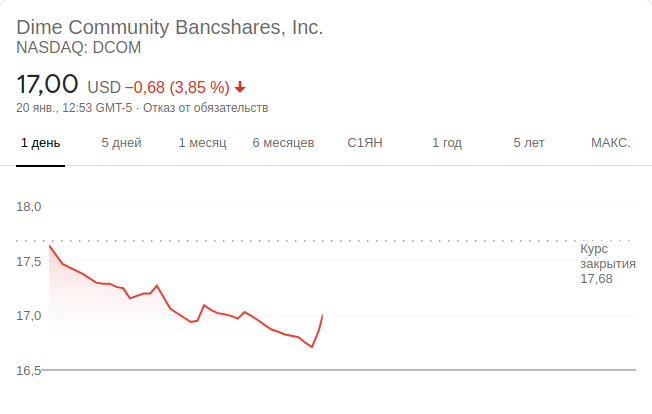 Dime Community Bancshares, Inc.
NASDAQ: DCOM
17,00 USD −0,68 (3,85 %)
20 янв., 12:53 GMT-5 · Отказ от обязательств
1 день 5 дней 1 месяц 6 месяцев С1ЯН 1 год 5 лет МАКС.
18,0
Курс
закрытия
17,68
17,5
17,0
16,5